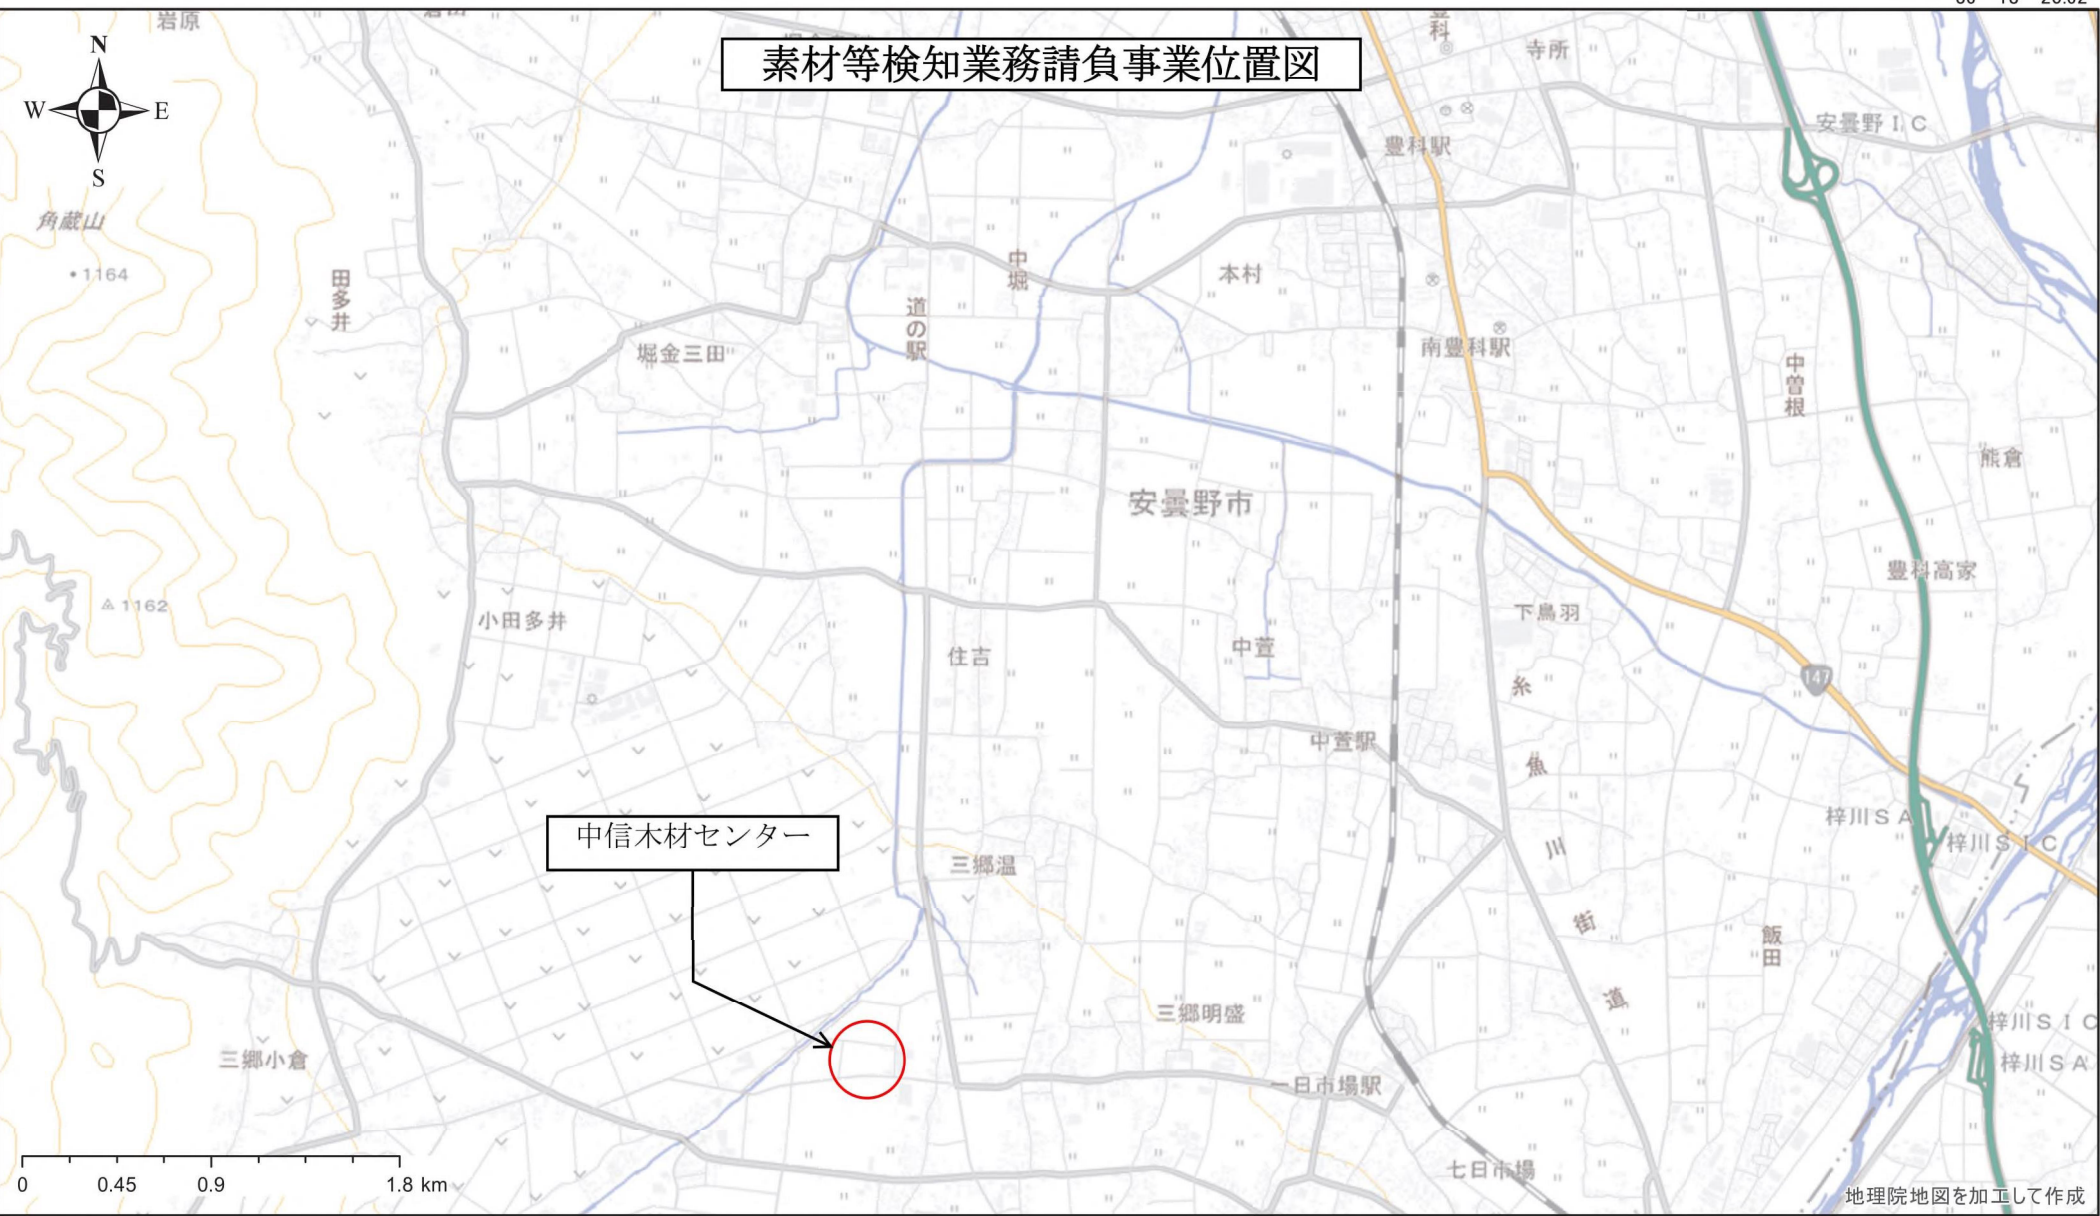 岩原
素材等検知業務請負事業位置図
寺所
N
W
E
S
安曇野IC
豊科駅
角蔵山
1164
田多井
中堀
本村
道の駅
堀金三田
南豊科駅
中曽根
熊倉
安曇野市
豊科高家
1162
小田多井
下鳥羽
住吉
中萱
147
糸魚川街道
中萱駅
梓川SA
梓川SIC
中信木材センター
三郷温
飯田
三郷明盛
梓川SIC
梓川SA
三郷小倉
一日市場駅
七日市場
0 0.45 0.9 1.8 km
地理院地図を加工して作成